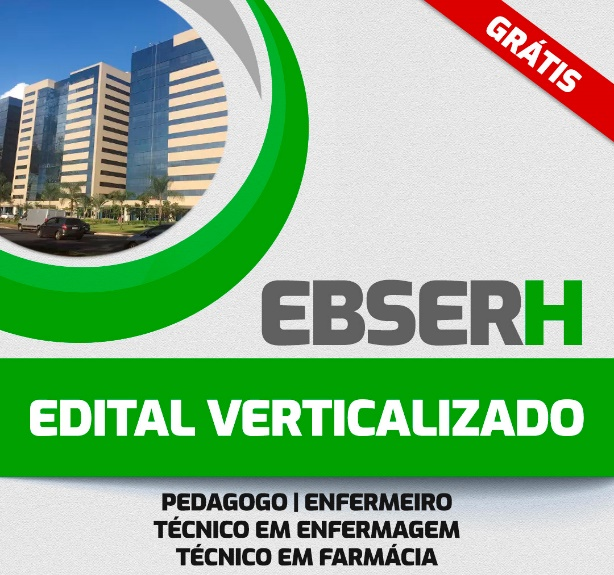 GRÁTIS
EBSERH
EDITAL VERTICALIZADO
PEDAGOGO | ENFERMEIRO
TÉCNICO EM ENFERMAGEM
TÉCNICO EM FARMÁCIA